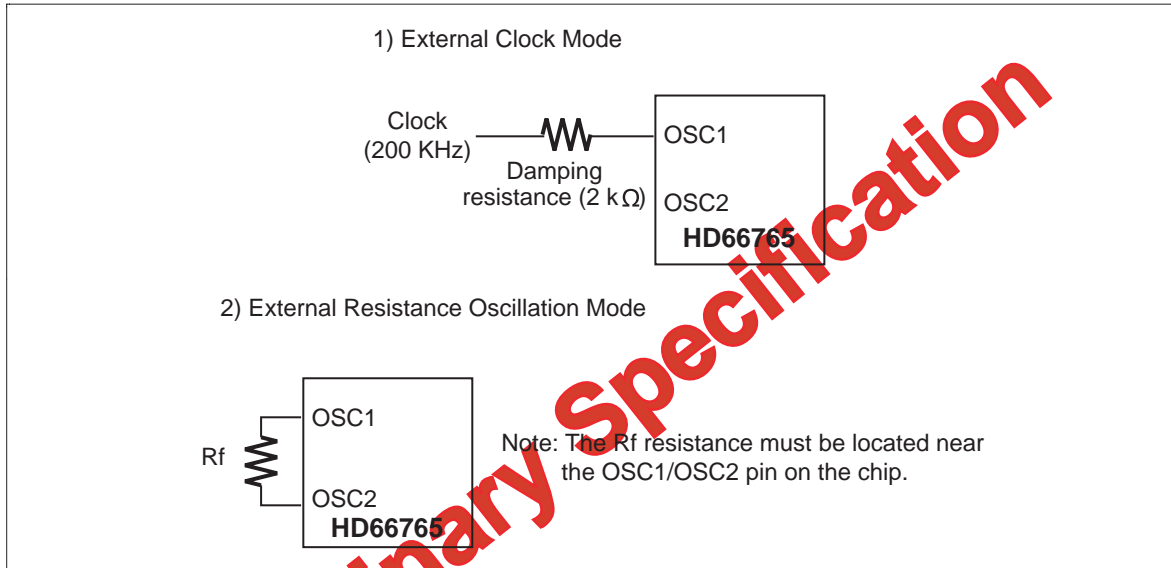 1) External Clock Mode
Clock
(200 KHz)
Damping
resistance (2 kΩ)
OSC1
OSC2
HD66765
2) External Resistance Oscillation Mode
Rf
OSC1
OSC2
HD66765
Note: The Rf resistance must be located near
the OSC1/OSC2 pin on the chip.
inary Specification